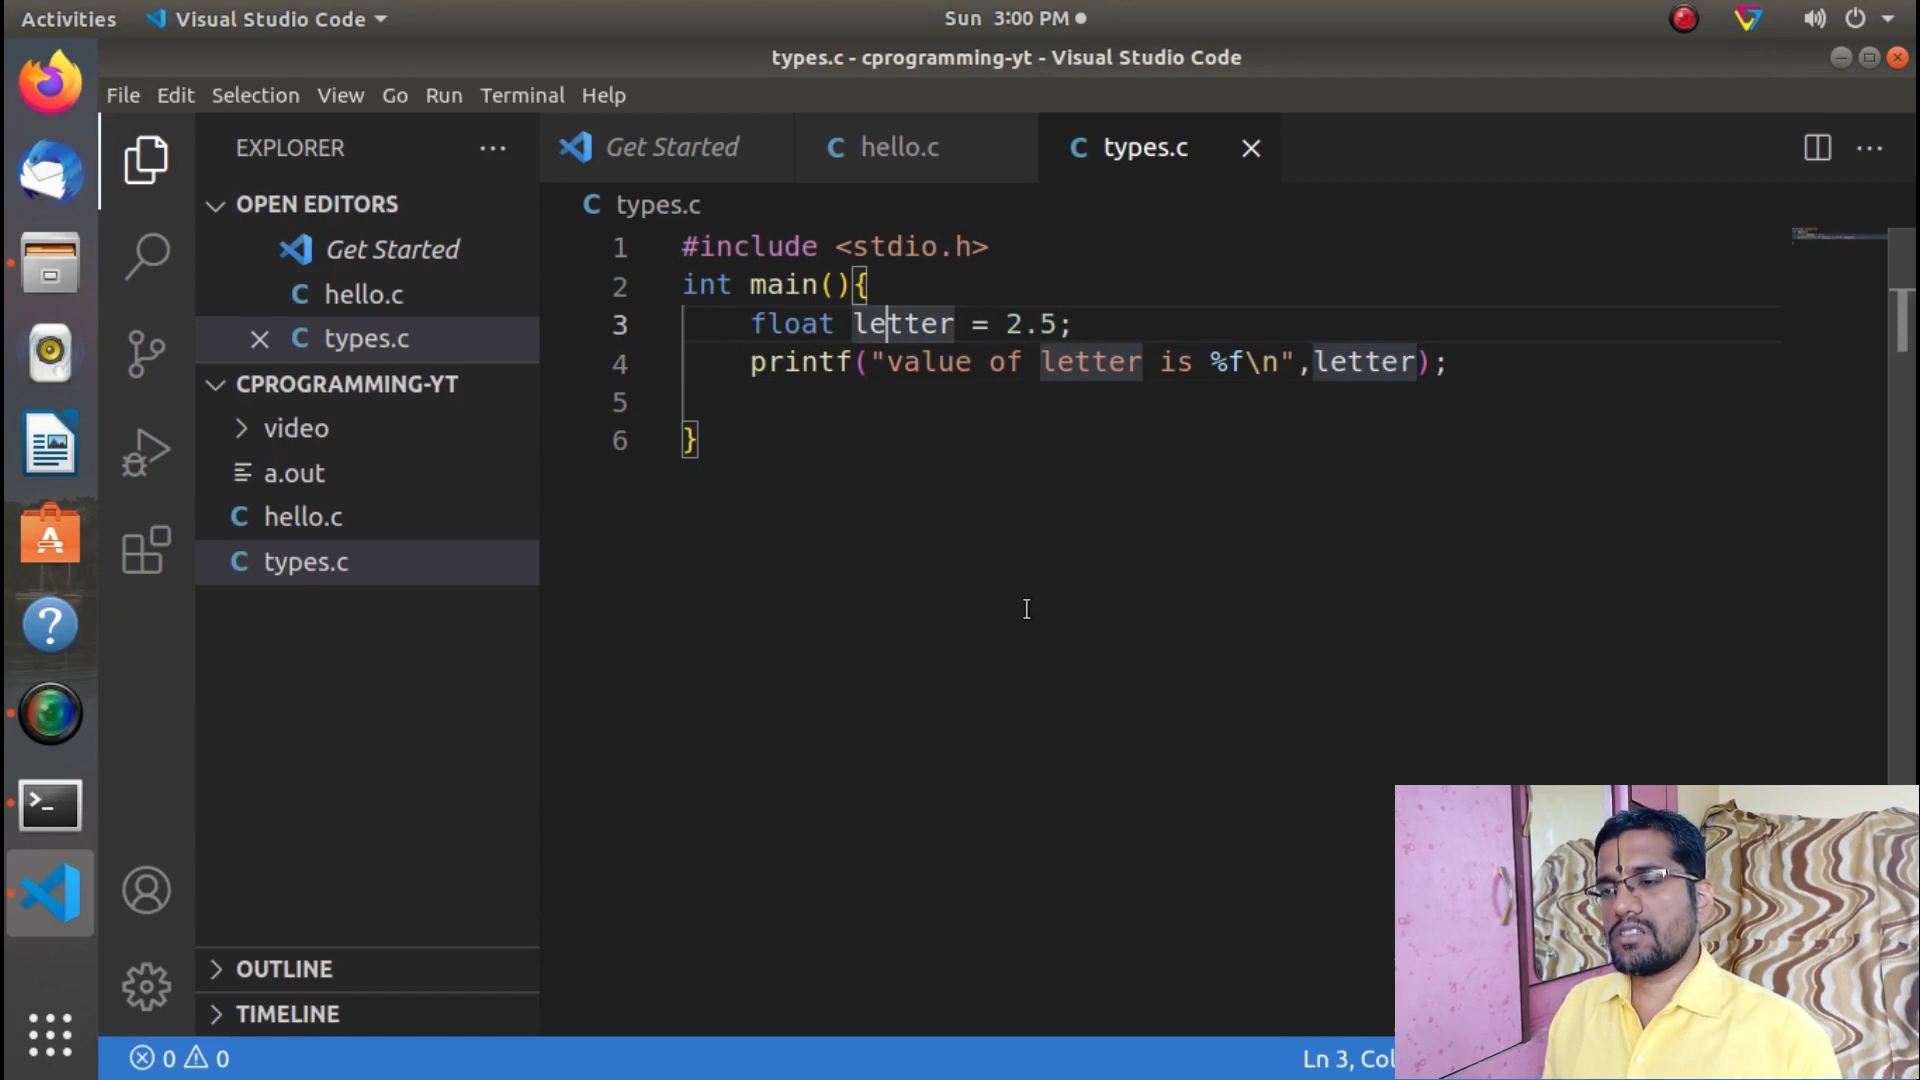 Activities Visual Studio Code Sun 3:00 PM
types.c - cprogramming-yt - Visual Studio Code
File Edit Selection View Go Run Terminal Help
EXPLORER
Get Started
hello.c
types.c
OPEN EDITORS
Get Started
hello.c
types.c
CPROGRAMMING-YT
video
a.out
hello.c
types.c
OUTLINE
TIMELINE
types.c
1 #include <stdio.h>
2 int main(){
3 float letter = 2.5;
4 printf("value of letter is %f\n",letter);
5
6 }
0 0
Ln 3, Col